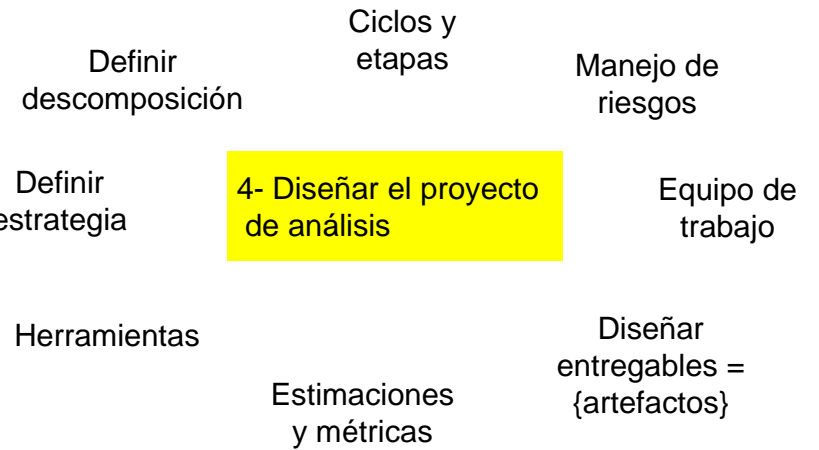 Ciclos y
etapas
Definir
descomposición
Manejo de
riesgos
Definir
estrategia
4- Diseñar el proyecto
de análisis
Equipo de
trabajo
Herramientas
Diseñar
entregables =
{artefactos}
Estimaciones
y métricas